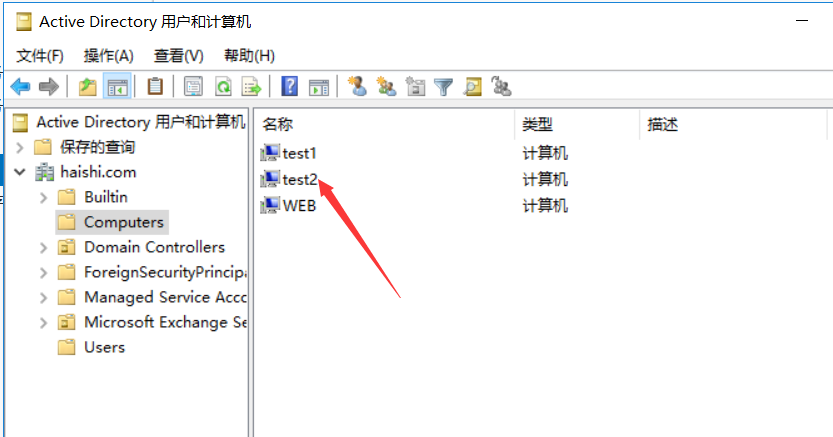 Active Directory 用户和计算机
文件(F) 操作(A) 查看(V) 帮助(H)
Active Directory 用户和计算机
保存的查询
haishi.com
Builtin
Computers
Domain Controllers
ForeignSecurityPrincipa
Managed Service Acco
Microsoft Exchange Se
Users
名称 类型 描述
test1 计算机
test2 计算机
WEB 计算机